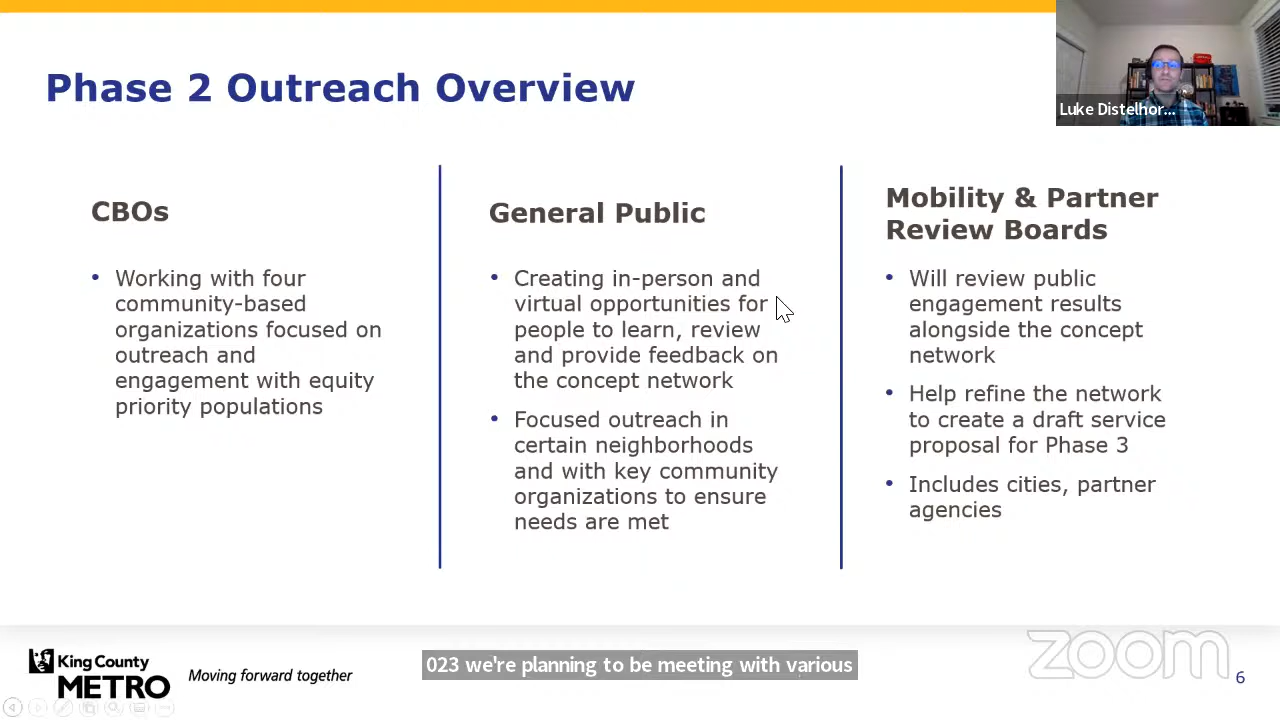 Phase 2 Outreach Overview
Luke Distelhor...
CBOs
• Working with four
community-based
organizations focused on
outreach and
engagement with equity
priority populations
General Public
• Creating in-person and
virtual opportunities for
people to learn, review
and provide feedback on
the concept network
• Focused outreach in
certain neighborhoods
and with key community
organizations to ensure
needs are met
Mobility & Partner
Review Boards
• Will review public
engagement results
alongside the concept
network
• Help refine the network
to create a draft service
proposal for Phase 3
• Includes cities, partner
agencies
King County
METRO
Moving forward together
023 we're planning to be meeting with various
zoom
6